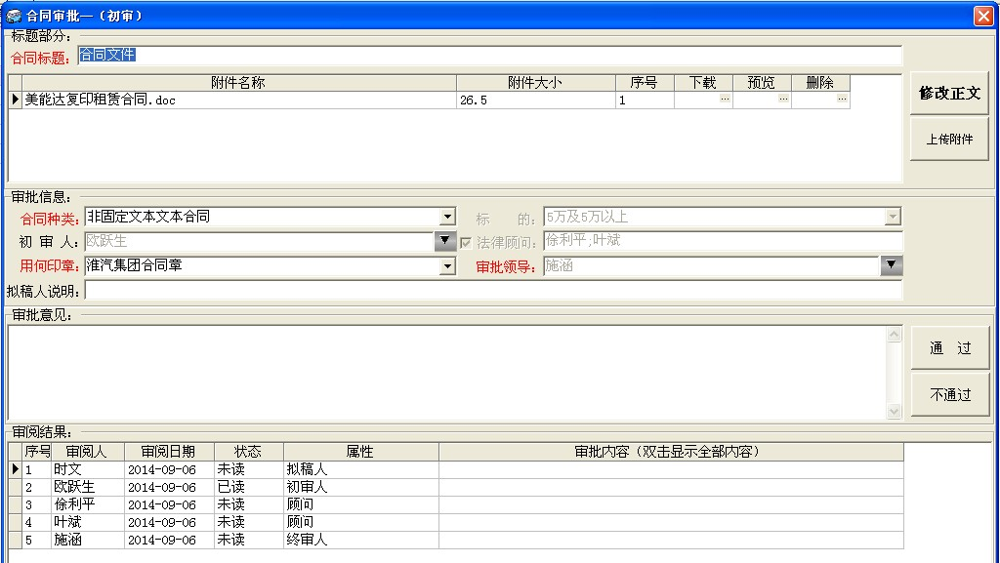 合同审批—（初审）
标题部分：
合同标题： 合同文件
附件名称 附件大小 序号 下载 预览 删除
美能达复印租赁合同.doc 26.5 1 ... ... ...
修改正文
上传附件
审批信息：
合同种类： 非固定文本文本合同 标 的： 5万及5万以上
初 审 人： 欧跃生 法律顾问： 徐利平;叶斌
用何印章： 淮汽集团合同章 审批领导： 施涵
拟稿人说明：
审批意见：
通 过
不通过
审阅结果：
序号 审阅人 审阅日期 状态 属性 审批内容（双击显示全部内容）
1 时文 2014-09-06 未读 拟稿人
2 欧跃生 2014-09-06 已读 初审人
3 徐利平 2014-09-06 未读 顾问
4 叶斌 2014-09-06 未读 顾问
5 施涵 2014-09-06 未读 终审人